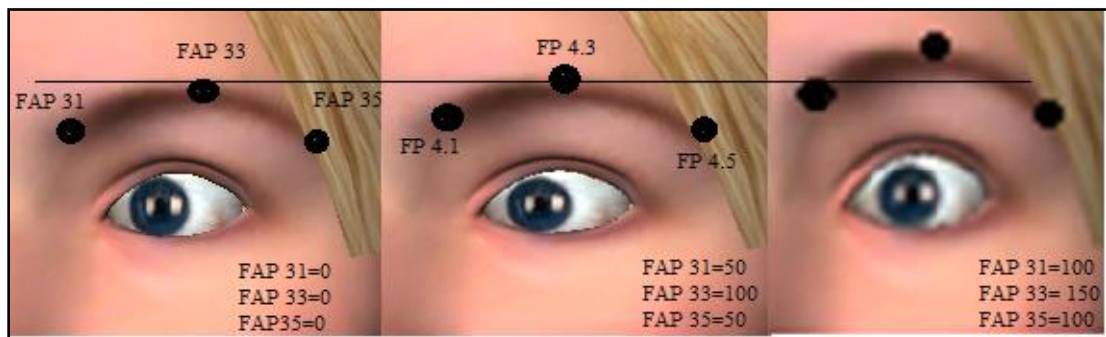 FAP 33
FAP 31
FAP 35
FAP 31=0
FAP 33=0
FAP35=0
FP 4.3
FP 4.1
FP 4.5
FAP 31=50
FAP 33=100
FAP 35=50
FAP 31=100
FAP 33= 150
FAP 35=100